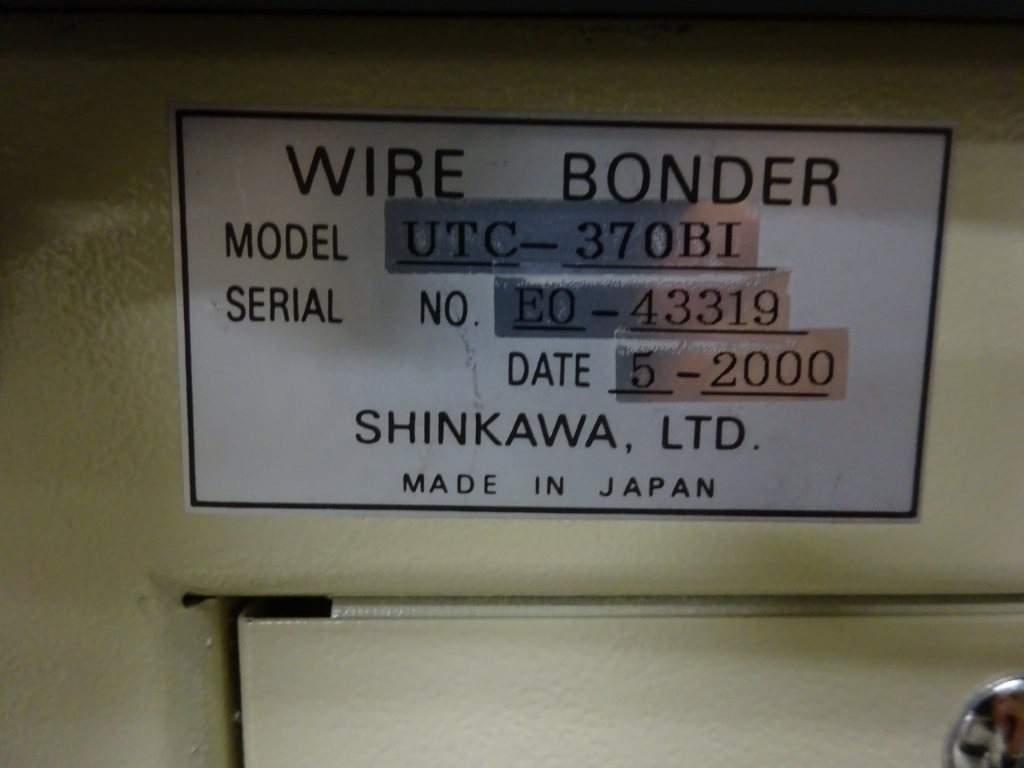 WIRE BONDER
MODEL UTC-370BI
SERIAL NO. E0-43319
DATE 5-2000
SHINKAWA, LTD.
MADE IN JAPAN